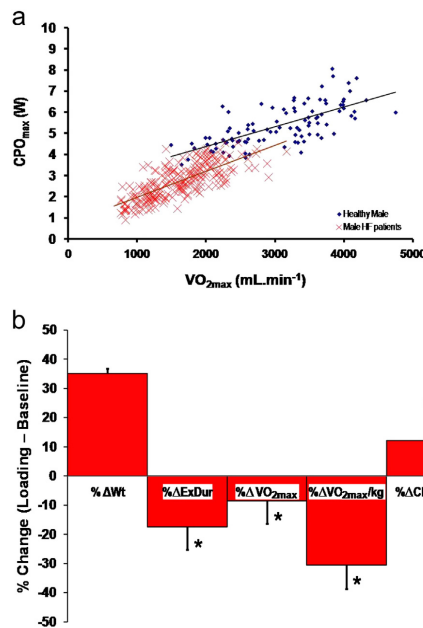 a
10
9
8
7
6
5
4
3
2
1
0
CPOmax (W)
Healthy Male
Male HF patients
0 1000 2000 3000 4000 5000
VO2max (mL.min-1)
b
50
40
30
20
10
0
-10
-20
-30
-40
-50
% Change (Loading – Baseline)
%ΔWt %ΔExDur %ΔVO2max %ΔVO2max/kg
* * *